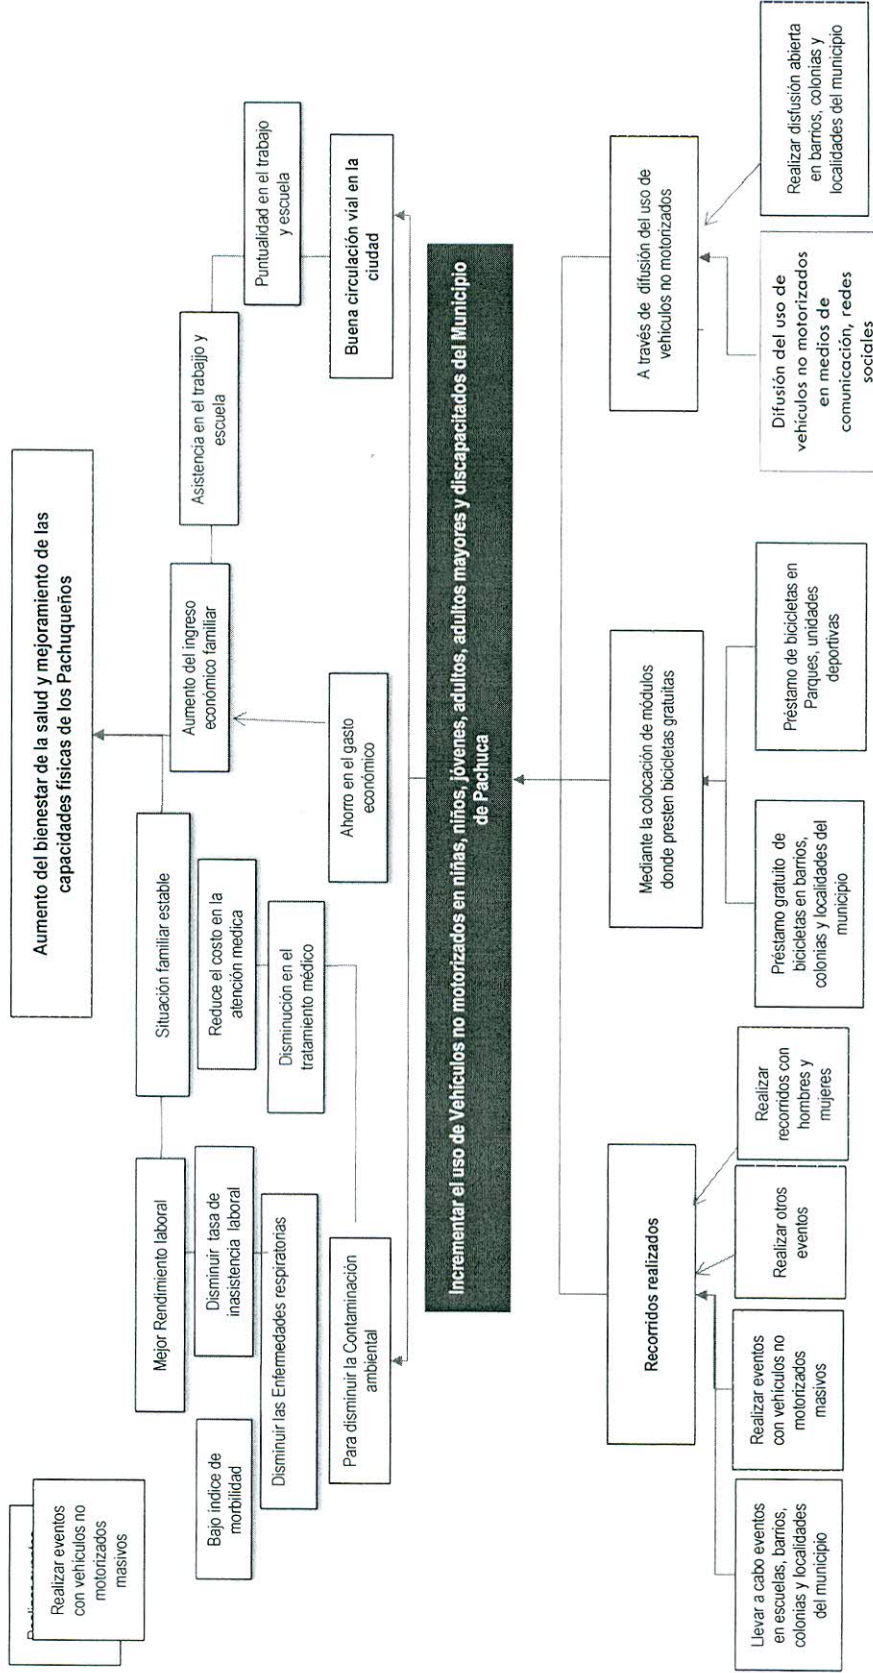 Aumento del bienestar de la salud y mejoramiento de las
capacidades físicas de los Pachuqueños
Realizar eventos
con vehículos no
motorizados
masivos
Mejor Rendimiento laboral
Situación familiar estable
Aumento del ingreso
económico familiar
Asistencia en el trabajjo y
escuela
Puntualidad en el trabajo
y escuela
Bajo índice de
morbilidad
Disminuir tasa de
inasistencia laboral
Reduce el costo en la
atención medica
Disminuir las Enfermedades respiratorias
Disminución en el
tratamiento médico
Para disminuir la Contaminación
ambiental
Ahorro en el gasto
económico
Buena circulación vial en la
ciudad
Incrementar el uso de Vehículos no motorizados en niñas, niños, jóvenes, adultos, adultos mayores y discapacitados del Municipio
de Pachuca
Recorridos realizados
Mediante la colocación de módulos
donde presten bicicletas gratuitas
A través de difusión del uso de
vehículos no motorizados
Llevar a cabo eventos
en escuelas, barrios,
colonias y localidades
del municipio
Realizar eventos
con vehículos no
motorizados
masivos
Realizar otros
eventos
Realizar
recorridos con
hombres y
mujeres
Préstamo gratuito de
bicicletas en barrios,
colonias y localidades del
municipio
Préstamo de bicicletas en
Parques, unidades
deportivas
Difusión del uso de
vehículos no motorizados
en medios de
comunicación, redes
sociales
Realizar disfusión abierta
en barrios, colonias y
localidades del municipio